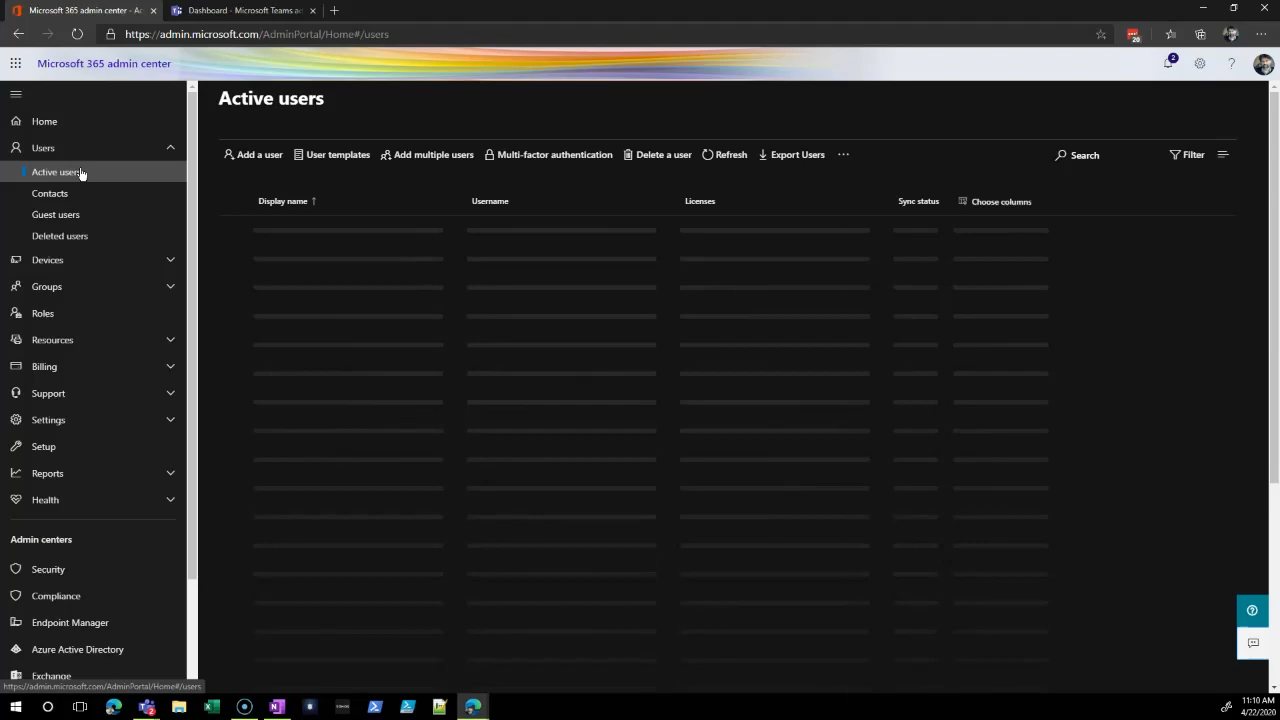 Microsoft 365 admin center - Ac
Dashboard - Microsoft Teams ad
https://admin.microsoft.com/AdminPortal/Home#/users
20
Microsoft 365 admin center
2
Home
Users
Active users
Contacts
Guest users
Deleted users
Devices
Groups
Roles
Resources
Billing
Support
Settings
Setup
Reports
Health
Admin centers
Security
Compliance
Endpoint Manager
Azure Active Directory
Exchange
Active users
Add a user
User templates
Add multiple users
Multi-factor authentication
Delete a user
Refresh
Export Users
Search
Filter
Display name ↑
Username
Licenses
Sync status
Choose columns
https://admin.microsoft.com/AdminPortal/Home#/users
11:10 AM
4/22/2020